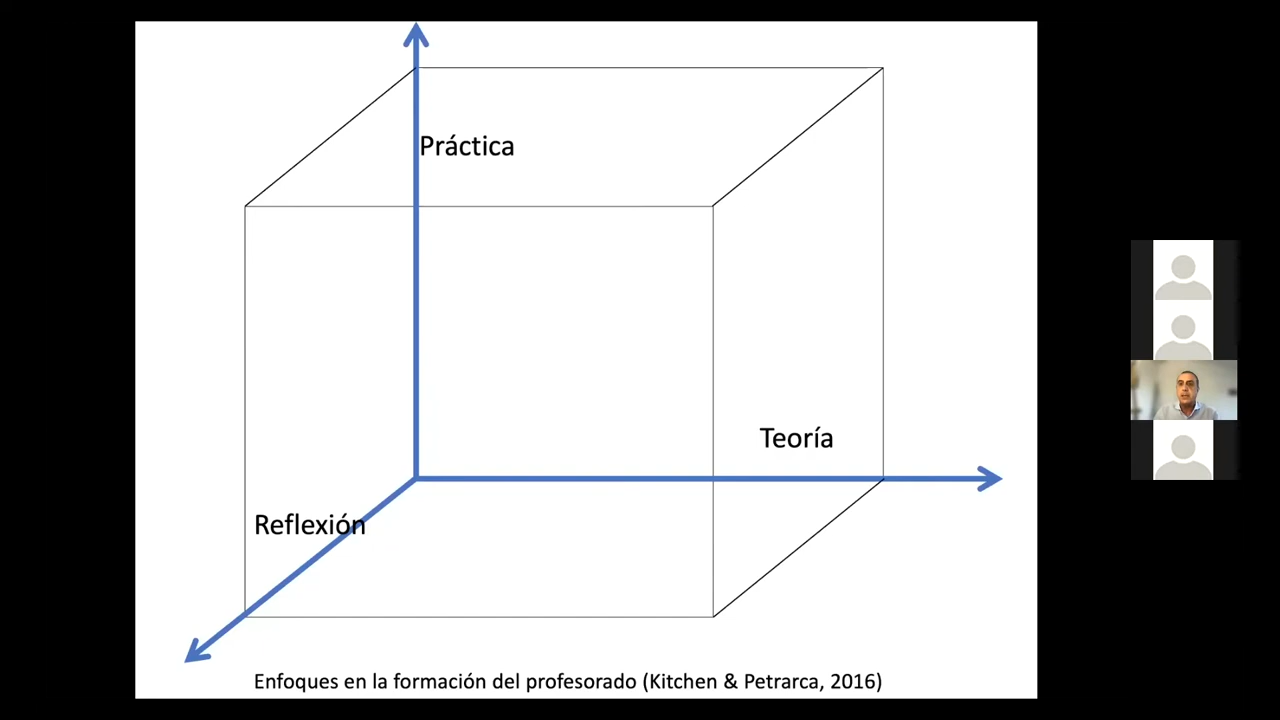 Práctica
Teoría
Reflexión
Enfoques en la formación del profesorado (Kitchen & Petrarca, 2016)